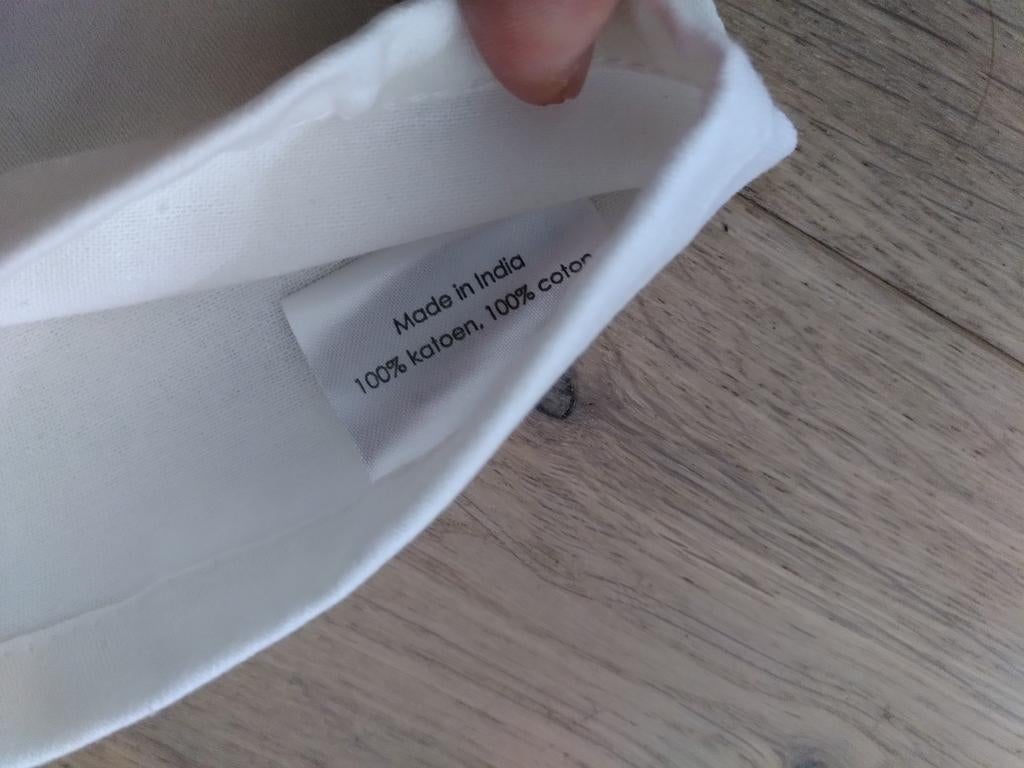 Made in India
100% katoen, 100% coton